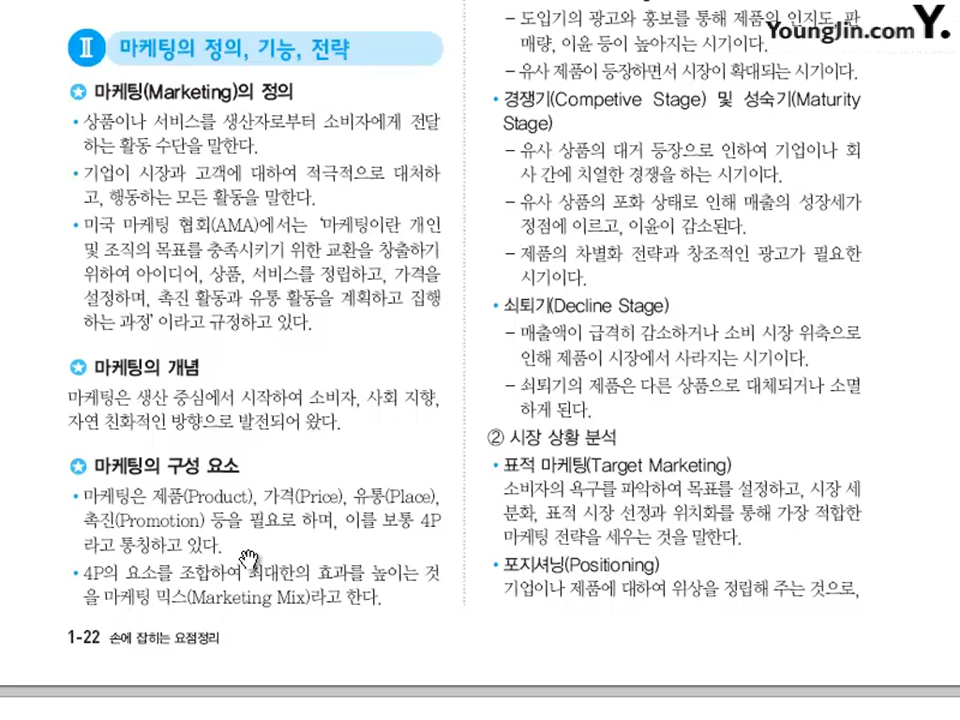 Ⅱ 마케팅의 정의, 기능, 전략
마케팅(Marketing)의 정의
• 상품이나 서비스를 생산자로부터 소비자에게 전달
하는 활동 수단을 말한다.
• 기업이 시장과 고객에 대하여 적극적으로 대처하
고, 행동하는 모든 활동을 말한다.
• 미국 마케팅 협회(AMA)에서는 ‘마케팅이란 개인
및 조직의 목표를 충족시키기 위한 교환을 창출하기
위하여 아이디어, 상품, 서비스를 정립하고, 가격을
설정하며, 촉진 활동과 유통 활동을 계획하고 집행
하는 과정’ 이라고 규정하고 있다.
마케팅의 개념
마케팅은 생산 중심에서 시작하여 소비자, 사회 지향,
자연 친화적인 방향으로 발전되어 왔다.
마케팅의 구성 요소
• 마케팅은 제품(Product), 가격(Price), 유통(Place),
촉진(Promotion) 등을 필요로 하며, 이를 보통 4P
라고 통칭하고 있다.
• 4P의 요소를 조합하여 최대한의 효과를 높이는 것
을 마케팅 믹스(Marketing Mix)라고 한다.
1-22 손에 잡히는 요점정리
– 도입기의 광고와 홍보를 통해 제품의 인지도, 판
매량, 이윤 등이 높아지는 시기이다.
– 유사 제품이 등장하면서 시장이 확대되는 시기이다.
• 경쟁기(Competive Stage) 및 성숙기(Maturity
Stage)
– 유사 상품의 대거 등장으로 인하여 기업이나 회
사 간에 치열한 경쟁을 하는 시기이다.
– 유사 상품의 포화 상태로 인해 매출의 성장세가
정점에 이르고, 이윤이 감소된다.
– 제품의 차별화 전략과 창조적인 광고가 필요한
시기이다.
• 쇠퇴기(Decline Stage)
– 매출액이 급격히 감소하거나 소비 시장 위축으로
인해 제품이 시장에서 사라지는 시기이다.
– 쇠퇴기의 제품은 다른 상품으로 대체되거나 소멸
하게 된다.
② 시장 상황 분석
• 표적 마케팅(Target Marketing)
소비자의 욕구를 파악하여 목표를 설정하고, 시장 세
분화, 표적 시장 선정과 위치화를 통해 가장 적합한
마케팅 전략을 세우는 것을 말한다.
• 포지셔닝(Positioning)
기업이나 제품에 대하여 위상을 정립해 주는 것으로,
YoungJin.com Y.